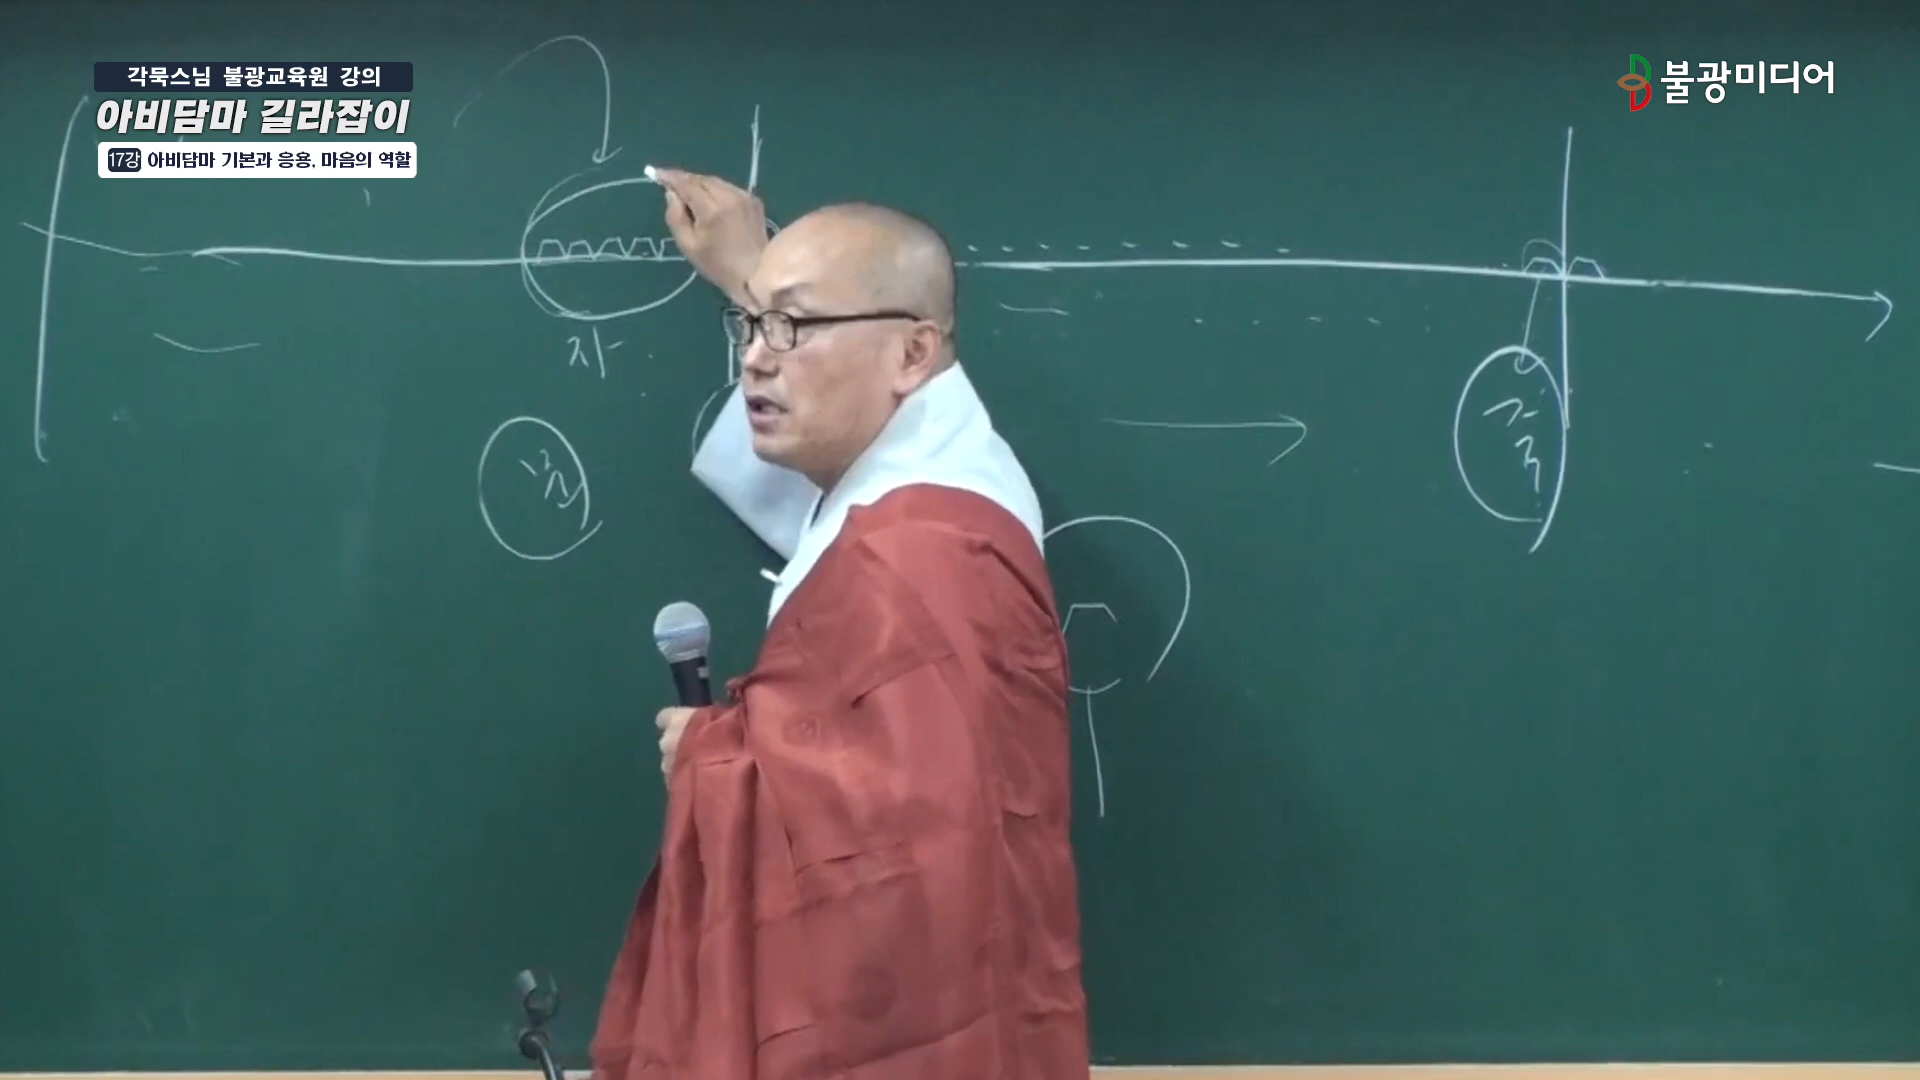 각묵스님 불광교육원 강의
아비담마 길라잡이
17강 아비담마 기본과 응용, 마음의 역할
불광미디어
자